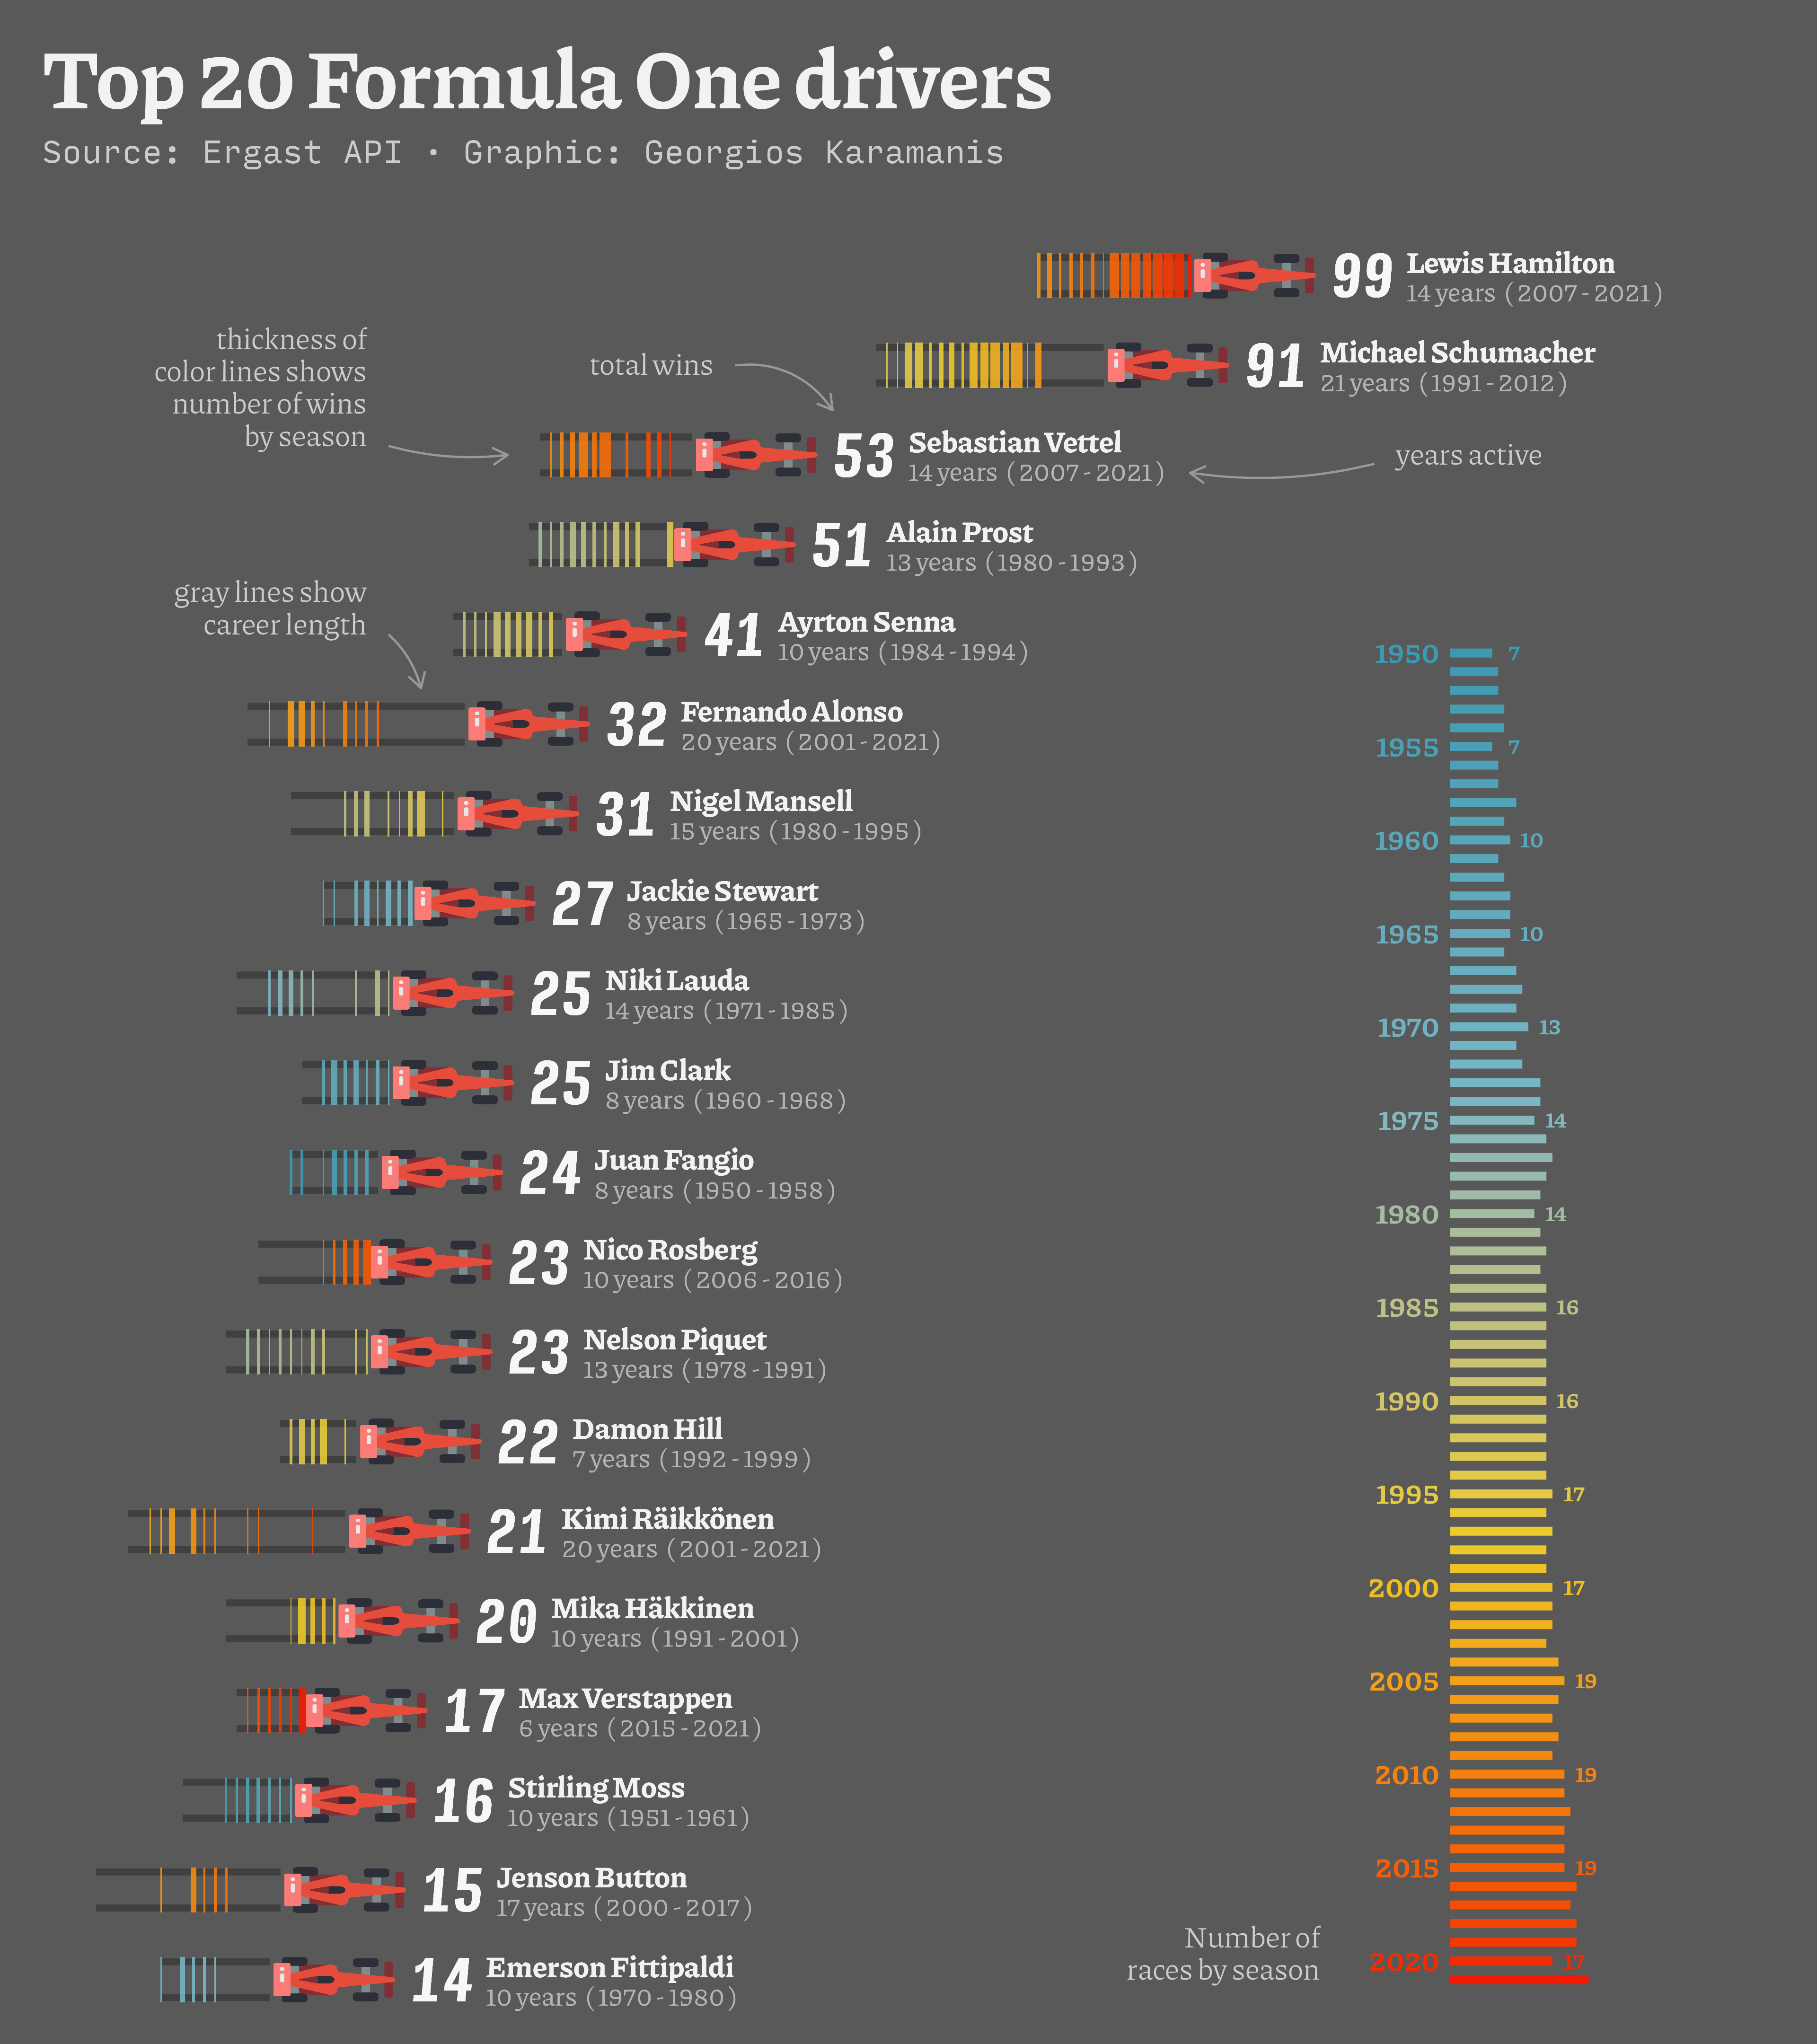 Top 20 Formula One drivers
Source: Ergast API · Graphic: Georgios Karamanis
99 Lewis Hamilton
14 years (2007-2021)
thickness of
color lines shows
number of wins
by season
total wins
91 Michael Schumacher
21 years (1991-2012)
53 Sebastian Vettel
14 years (2007-2021)
years active
51 Alain Prost
13 years (1980-1993)
gray lines show
career length
41 Ayrton Senna
10 years (1984-1994)
32 Fernando Alonso
20 years (2001-2021)
31 Nigel Mansell
15 years (1980-1995)
27 Jackie Stewart
8 years (1965-1973)
25 Niki Lauda
14 years (1971-1985)
25 Jim Clark
8 years (1960-1968)
24 Juan Fangio
8 years (1950-1958)
23 Nico Rosberg
10 years (2006-2016)
23 Nelson Piquet
13 years (1978-1991)
22 Damon Hill
7 years (1992-1999)
21 Kimi Räikkönen
20 years (2001-2021)
20 Mika Häkkinen
10 years (1991-2001)
17 Max Verstappen
6 years (2015-2021)
16 Stirling Moss
10 years (1951-1961)
15 Jenson Button
17 years (2000-2017)
14 Emerson Fittipaldi
10 years (1970-1980)
1950 7
1955 7
1960 10
1965 10
1970 13
1975 14
1980 14
1985 16
1990 16
1995 17
2000 17
2005 19
2010 19
2015 19
2020 17
Number of
races by season